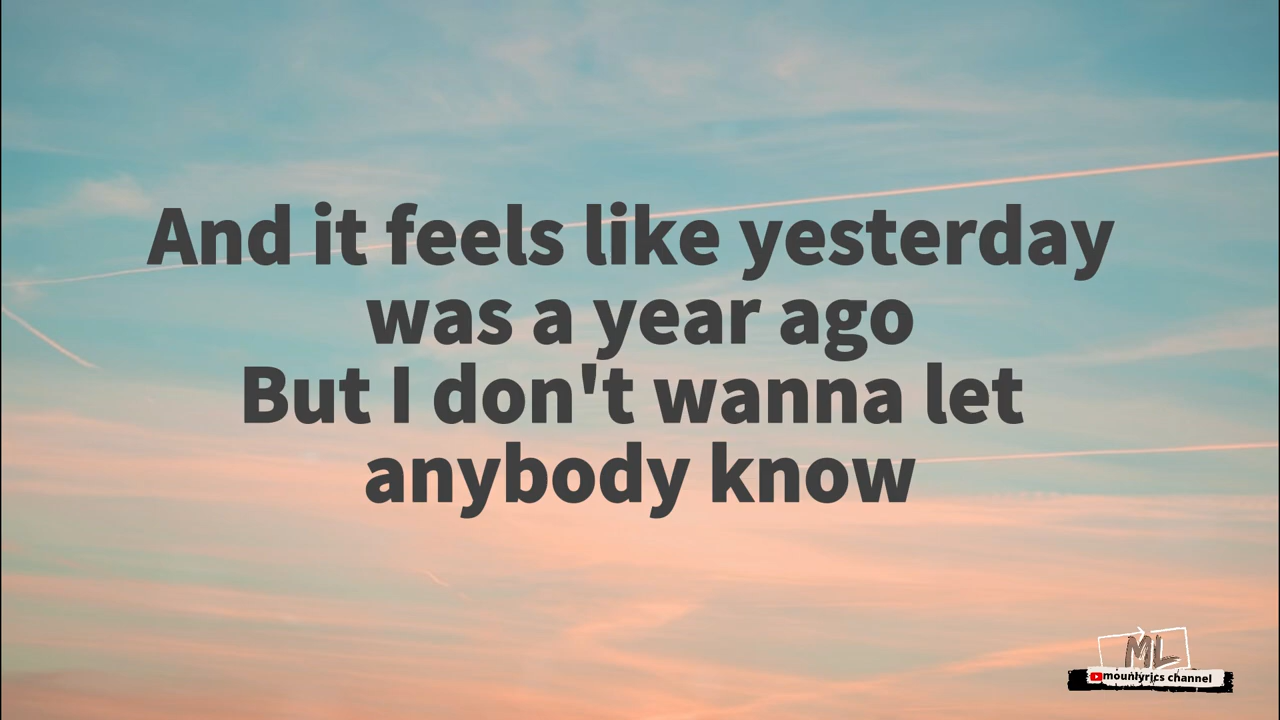 And it feels like yesterday
was a year ago
But I don't wanna let
anybody know
ML
mounlyrics channel